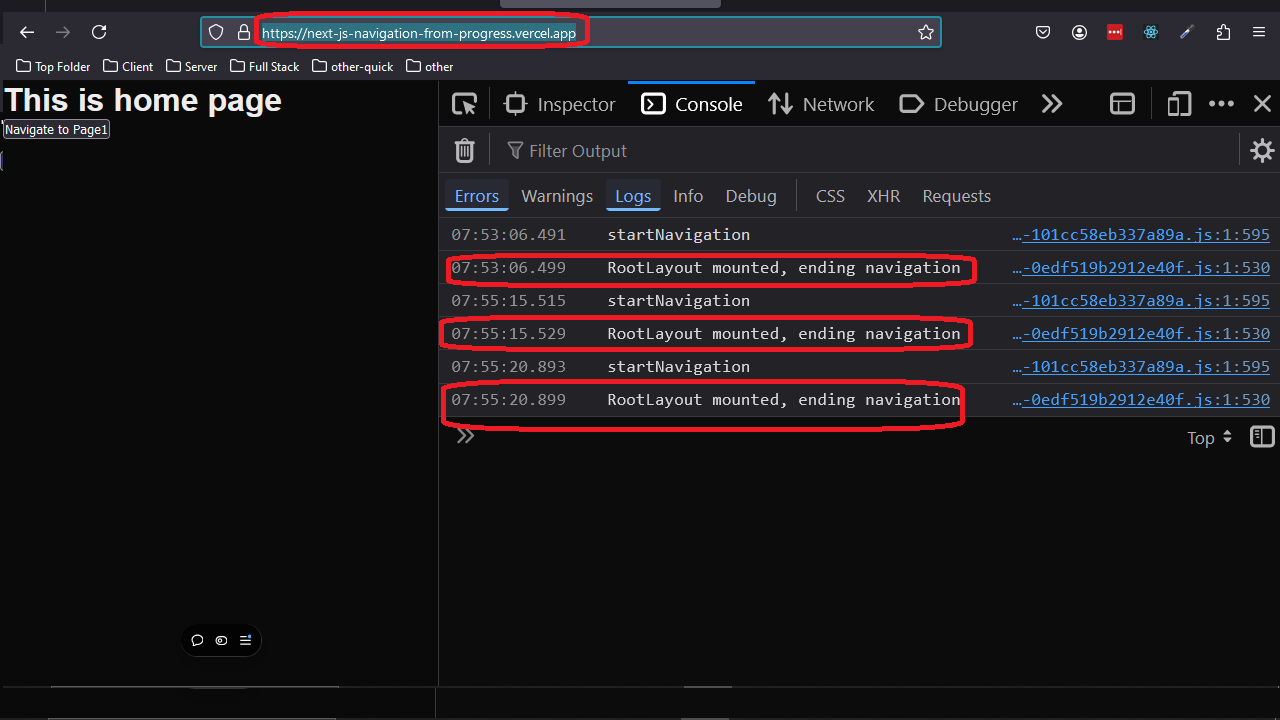 https://next-js-navigation-from-progress.vercel.app
Top Folder Client Server Full Stack other-quick other
This is home page
Navigate to Page1
Inspector Console Network Debugger
Filter Output
Errors Warnings Logs Info Debug CSS XHR Requests
07:53:06.491 startNavigation …-101cc58eb337a89a.js:1:595
07:53:06.499 RootLayout mounted, ending navigation …-0edf519b2912e40f.js:1:530
07:55:15.515 startNavigation …-101cc58eb337a89a.js:1:595
07:55:15.529 RootLayout mounted, ending navigation …-0edf519b2912e40f.js:1:530
07:55:20.893 startNavigation …-101cc58eb337a89a.js:1:595
07:55:20.899 RootLayout mounted, ending navigation …-0edf519b2912e40f.js:1:530
Top